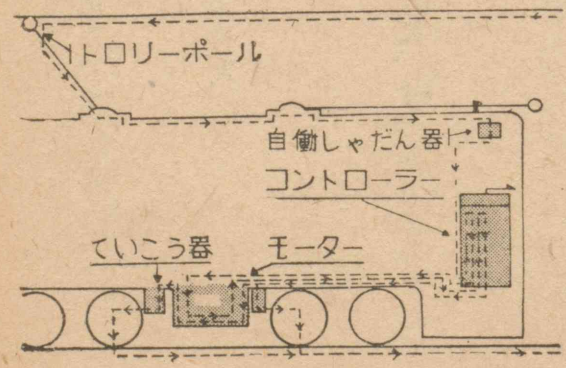 トロリーポール
自働しゃだん器
コントローラー
ていこう器
モーター